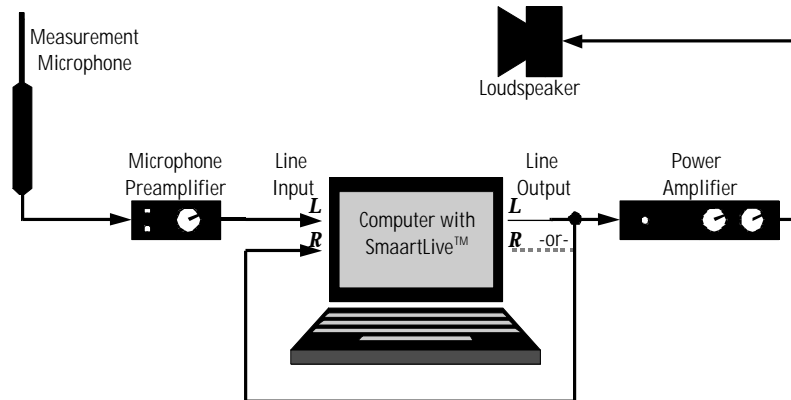 Measurement
Microphone
Loudspeaker
Microphone
Preamplifier
Line
Input
Line
Output
Power
Amplifier
L
R
Computer with
SmaartLive™
L
R -or-